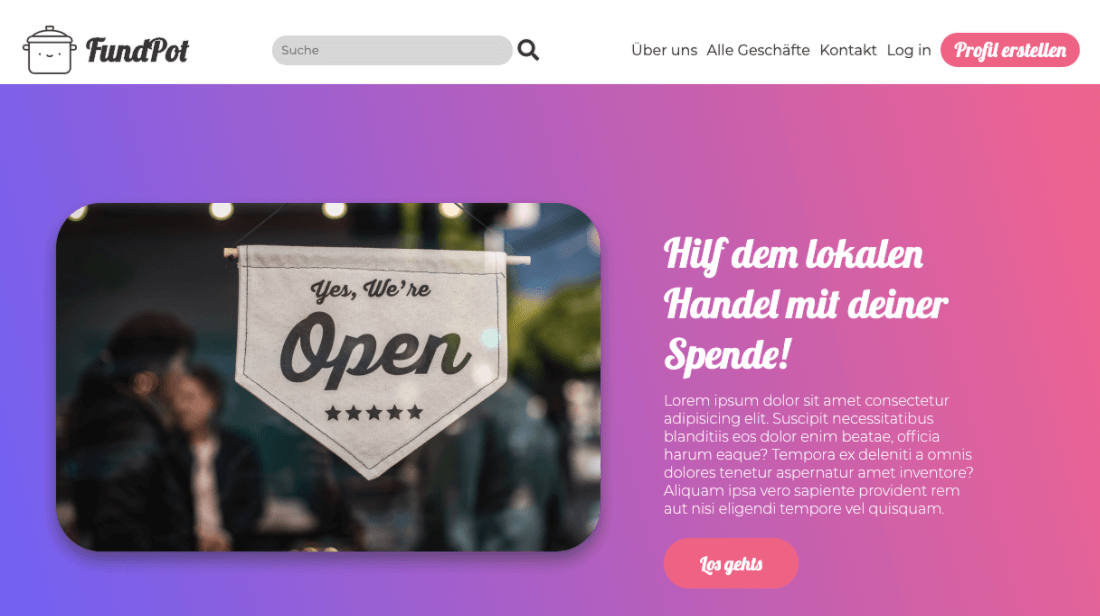 FundPot
Suche
Über uns Alle Geschäfte Kontakt Log in Profil erstellen
Yes, We're
Open
Hilf dem lokalen
Handel mit deiner
Spende!
Lorem ipsum dolor sit amet consectetur
adipisicing elit. Suscipit necessitatibus
blanditiis eos dolor enim beatae, officia
harum eaque? Tempora ex deleniti a omnis
dolores tenetur aspernatur amet inventore?
Aliquam ipsa vero sapiente provident rem
aut nisi eligendi tempore vel quisquam.
Los gehts